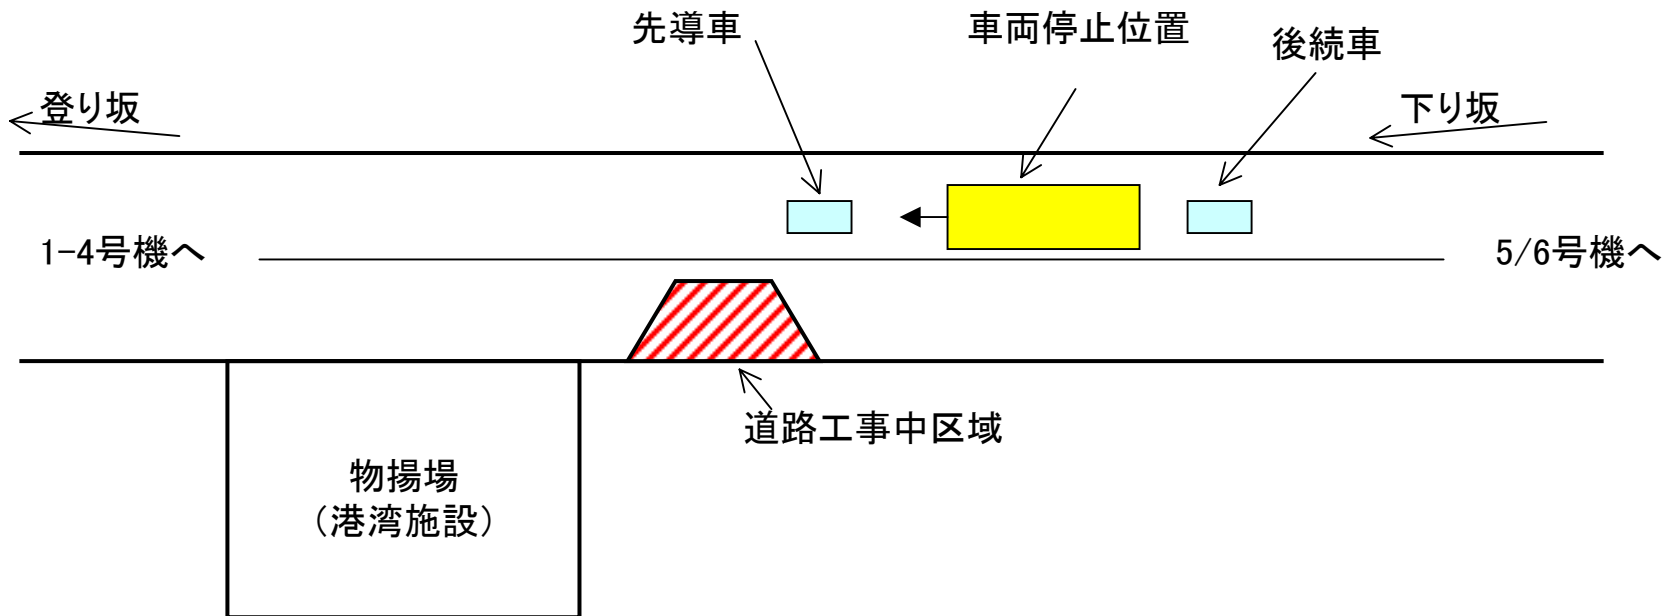 先導車
車両停止位置
後続車
登り坂
下り坂
1-4号機へ
5/6号機へ
道路工事中区域
物揚場
（港湾施設）